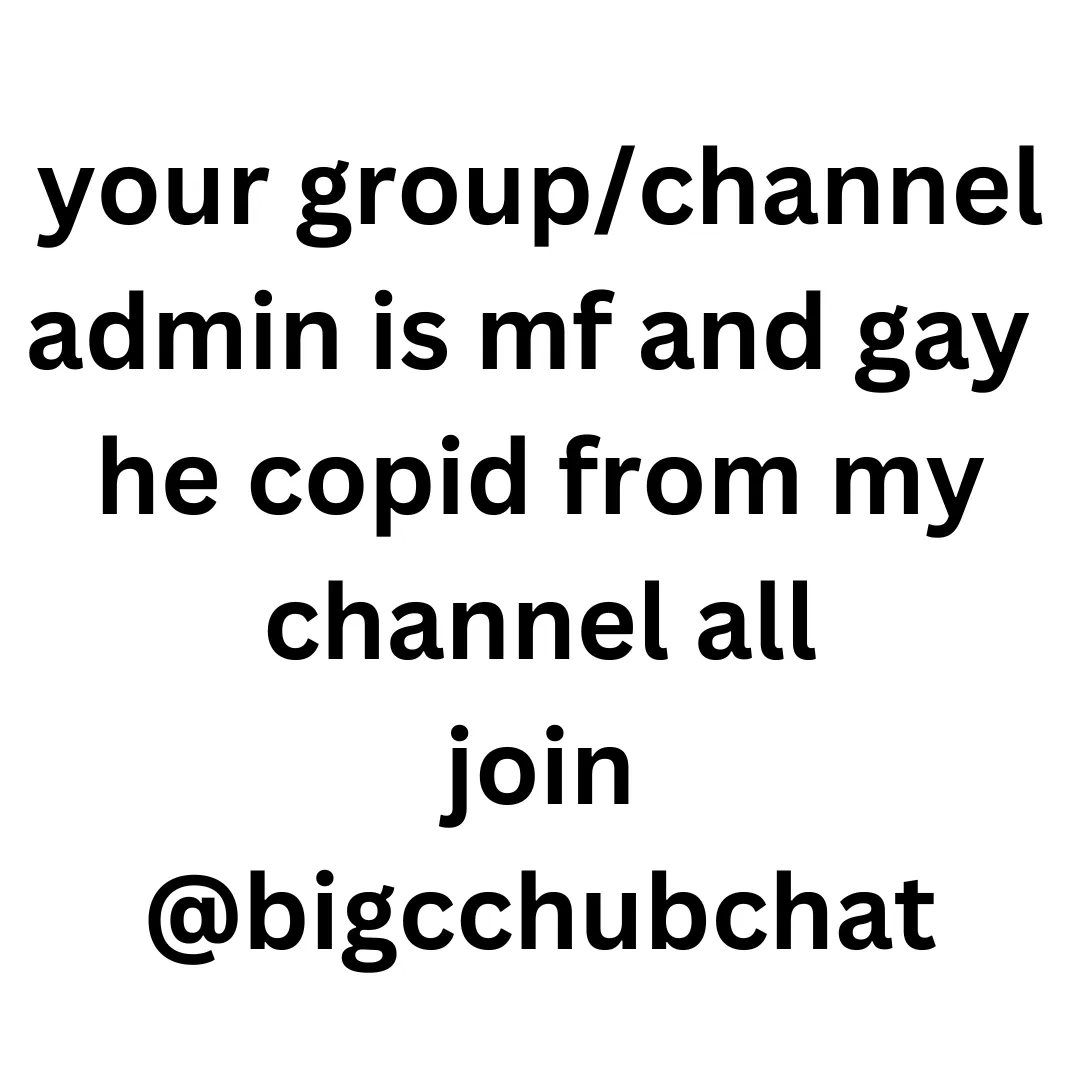 your group/channel
admin is mf and gay
he copid from my
channel all
join
@bigcchubchat